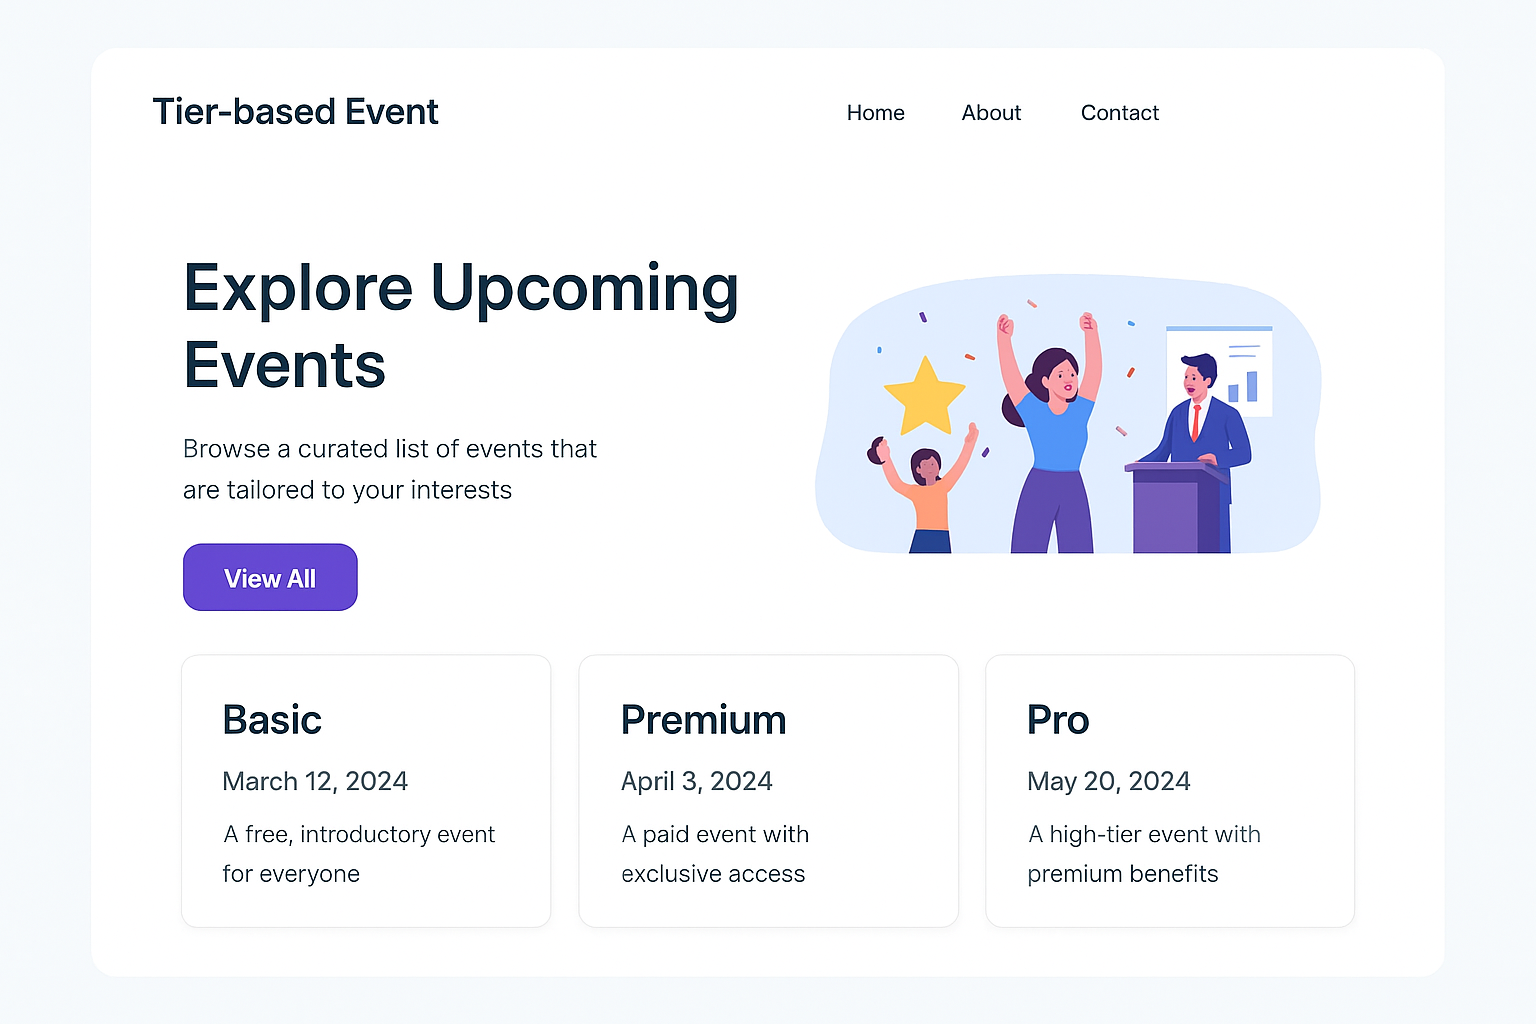 Tier-based Event
Home About Contact
Explore Upcoming
Events
Browse a curated list of events that
are tailored to your interests
View All
Basic
March 12, 2024
A free, introductory event
for everyone
Premium
April 3, 2024
A paid event with
exclusive access
Pro
May 20, 2024
A high-tier event with
premium benefits